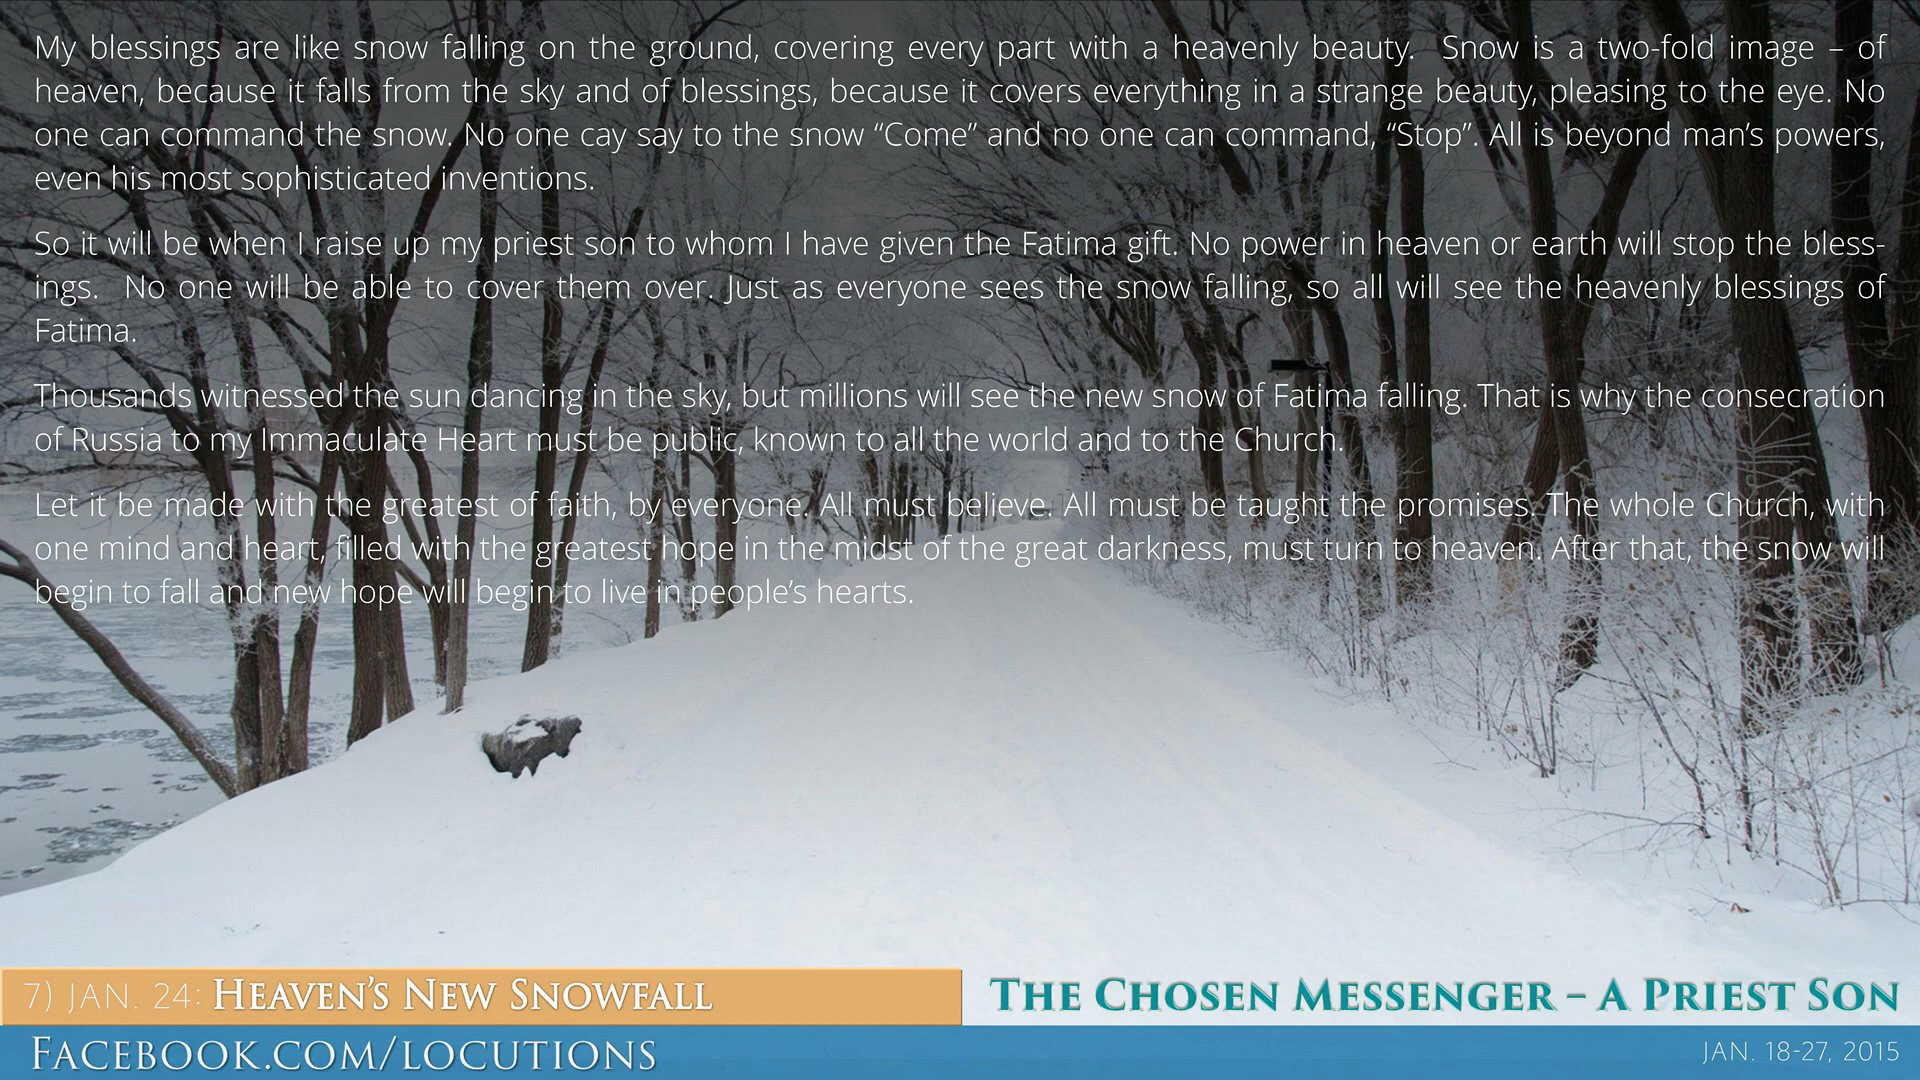 My blessings are like snow falling on the ground, covering every part with a heavenly beauty.  Snow is a two-fold image – of
heaven, because it falls from the sky and of blessings, because it covers everything in a strange beauty, pleasing to the eye. No
one can command the snow. No one cay say to the snow “Come” and no one can command, “Stop”. All is beyond man’s powers,
even his most sophisticated inventions.
So it will be when I raise up my priest son to whom I have given the Fatima gift. No power in heaven or earth will stop the bless-
ings.  No one will be able to cover them over. Just as everyone sees the snow falling, so all will see the heavenly blessings of
Fatima.
Thousands witnessed the sun dancing in the sky, but millions will see the new snow of Fatima falling. That is why the consecration
of Russia to my Immaculate Heart must be public, known to all the world and to the Church.
Let it be made with the greatest of faith, by everyone. All must believe. All must be taught the promises. The whole Church, with
one mind and heart, filled with the greatest hope in the midst of the great darkness, must turn to heaven. After that, the snow will
begin to fall and new hope will begin to live in people’s hearts.
7) JAN. 24: HEAVEN’S NEW SNOWFALL
THE CHOSEN MESSENGER – A PRIEST SON
FACEBOOK.COM/LOCUTIONS
JAN. 18-27, 2015